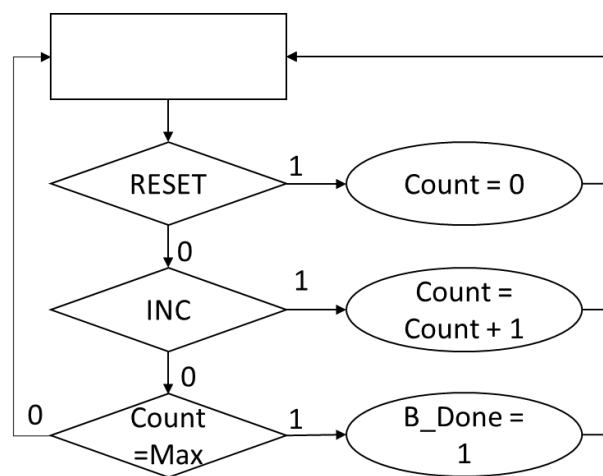 RESET
1
Count = 0
0
INC
1
Count =
Count + 1
0
0
Count
=Max
1
B_Done =
1